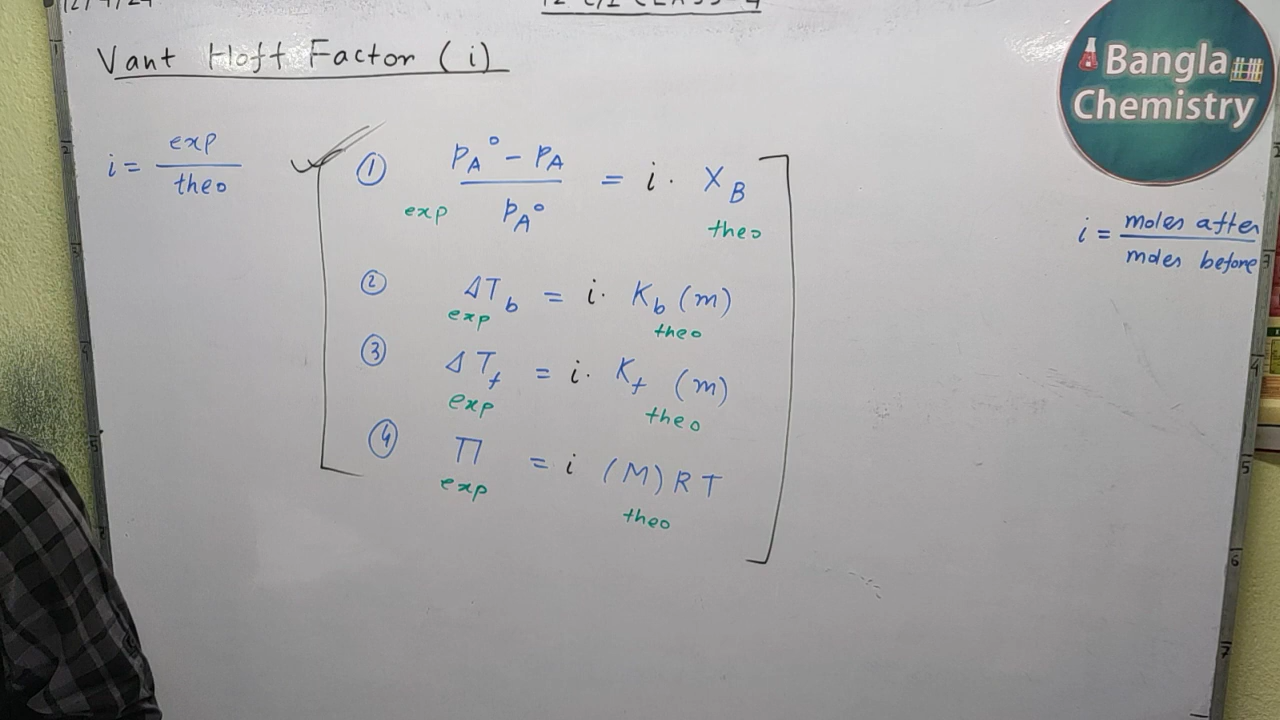 Vant Hoff Factor (i)
Bangla
Chemistry
i = exp / theo
① (PA° - PA) / PA° = i · XB
exp theo
i = moles after / moles before
② ΔTb = i · Kb (m)
exp theo
③ ΔTf = i · Kf (m)
exp theo
④ Π = i (M) R T
exp theo